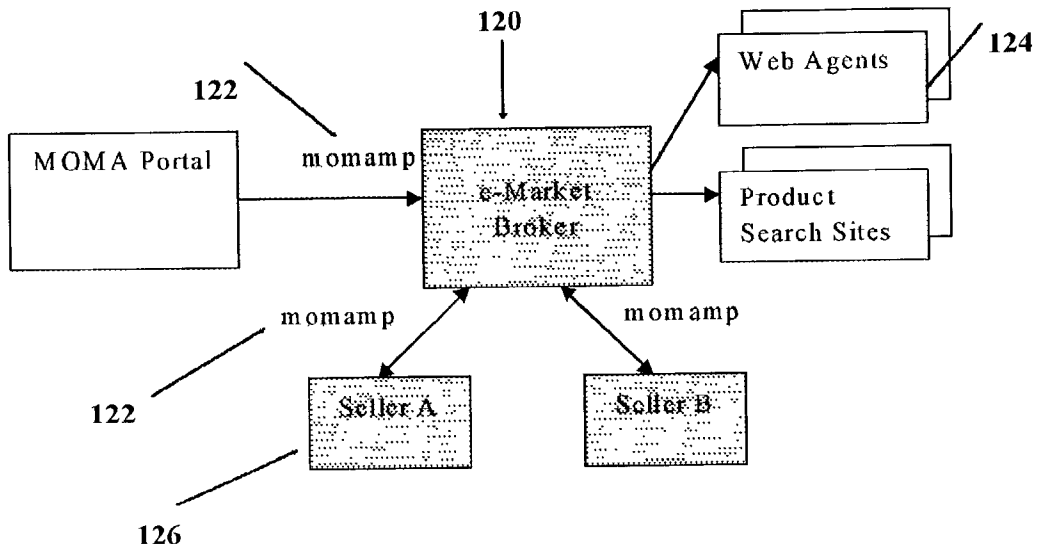 120
Web Agents
124
122
MOMA Portal
momamp
e-Market
Broker
Product
Search Sites
momamp
momamp
122
Seller A
Seller B
126